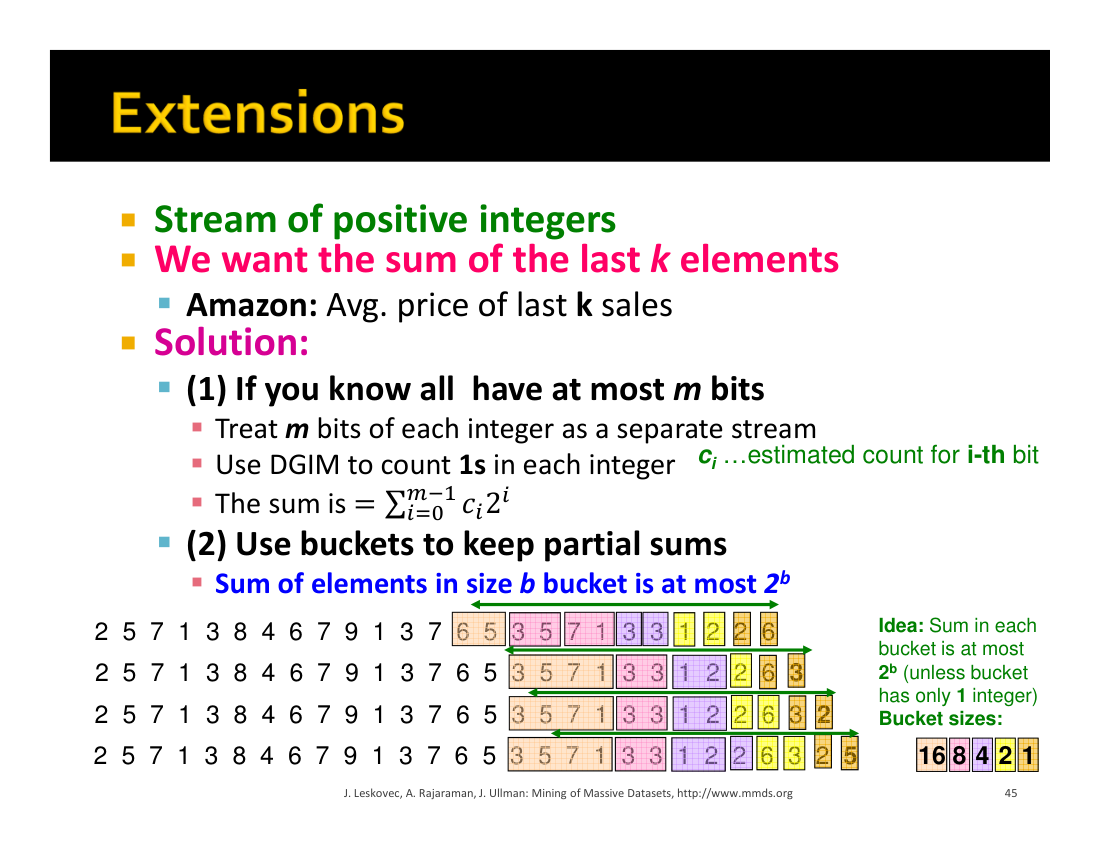 Extensions
Stream of positive integers
We want the sum of the last k elements
Amazon: Avg. price of last k sales
Solution:
(1) If you know all have at most m bits
Treat m bits of each integer as a separate stream
Use DGIM to count 1s in each integer
cᵢ …estimated count for i-th bit
The sum is = ∑ᵢ₌₀ᵐ⁻¹ cᵢ2ⁱ
(2) Use buckets to keep partial sums
Sum of elements in size b bucket is at most 2ᵇ
2 5 7 1 3 8 4 6 7 9 1 3 7 6 5 3 5 7 1 3 3 1 2 2 6
2 5 7 1 3 8 4 6 7 9 1 3 7 6 5 3 5 7 1 3 3 1 2 2 6 3
2 5 7 1 3 8 4 6 7 9 1 3 7 6 5 3 5 7 1 3 3 1 2 2 6 3 2
2 5 7 1 3 8 4 6 7 9 1 3 7 6 5 3 5 7 1 3 3 1 2 2 6 3 2 5
Idea: Sum in each
bucket is at most
2ᵇ (unless bucket
has only 1 integer)
Bucket sizes:
16 8 4 2 1
J. Leskovec, A. Rajaraman, J. Ullman: Mining of Massive Datasets, http://www.mmds.org
45